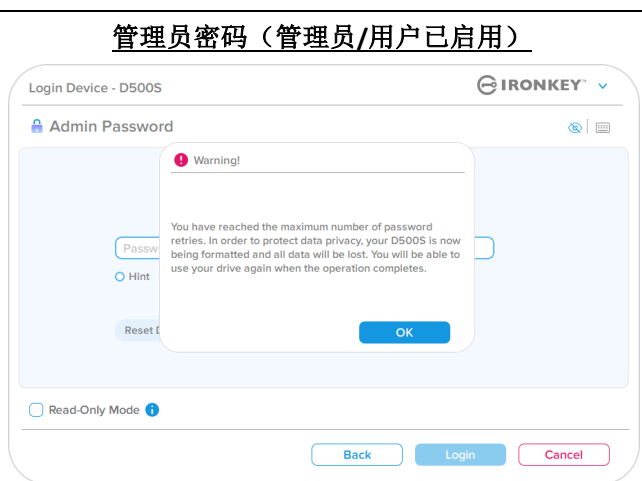 管理员密码（管理员/用户已启用）
Login Device - D500S
IRONKEY™
Admin Password
Warning!
You have reached the maximum number of password
retries. In order to protect data privacy, your D500S is now
being formatted and all data will be lost. You will be able to
use your drive again when the operation completes.
Passw
Hint
Reset
OK
Read-Only Mode
Back
Login
Cancel